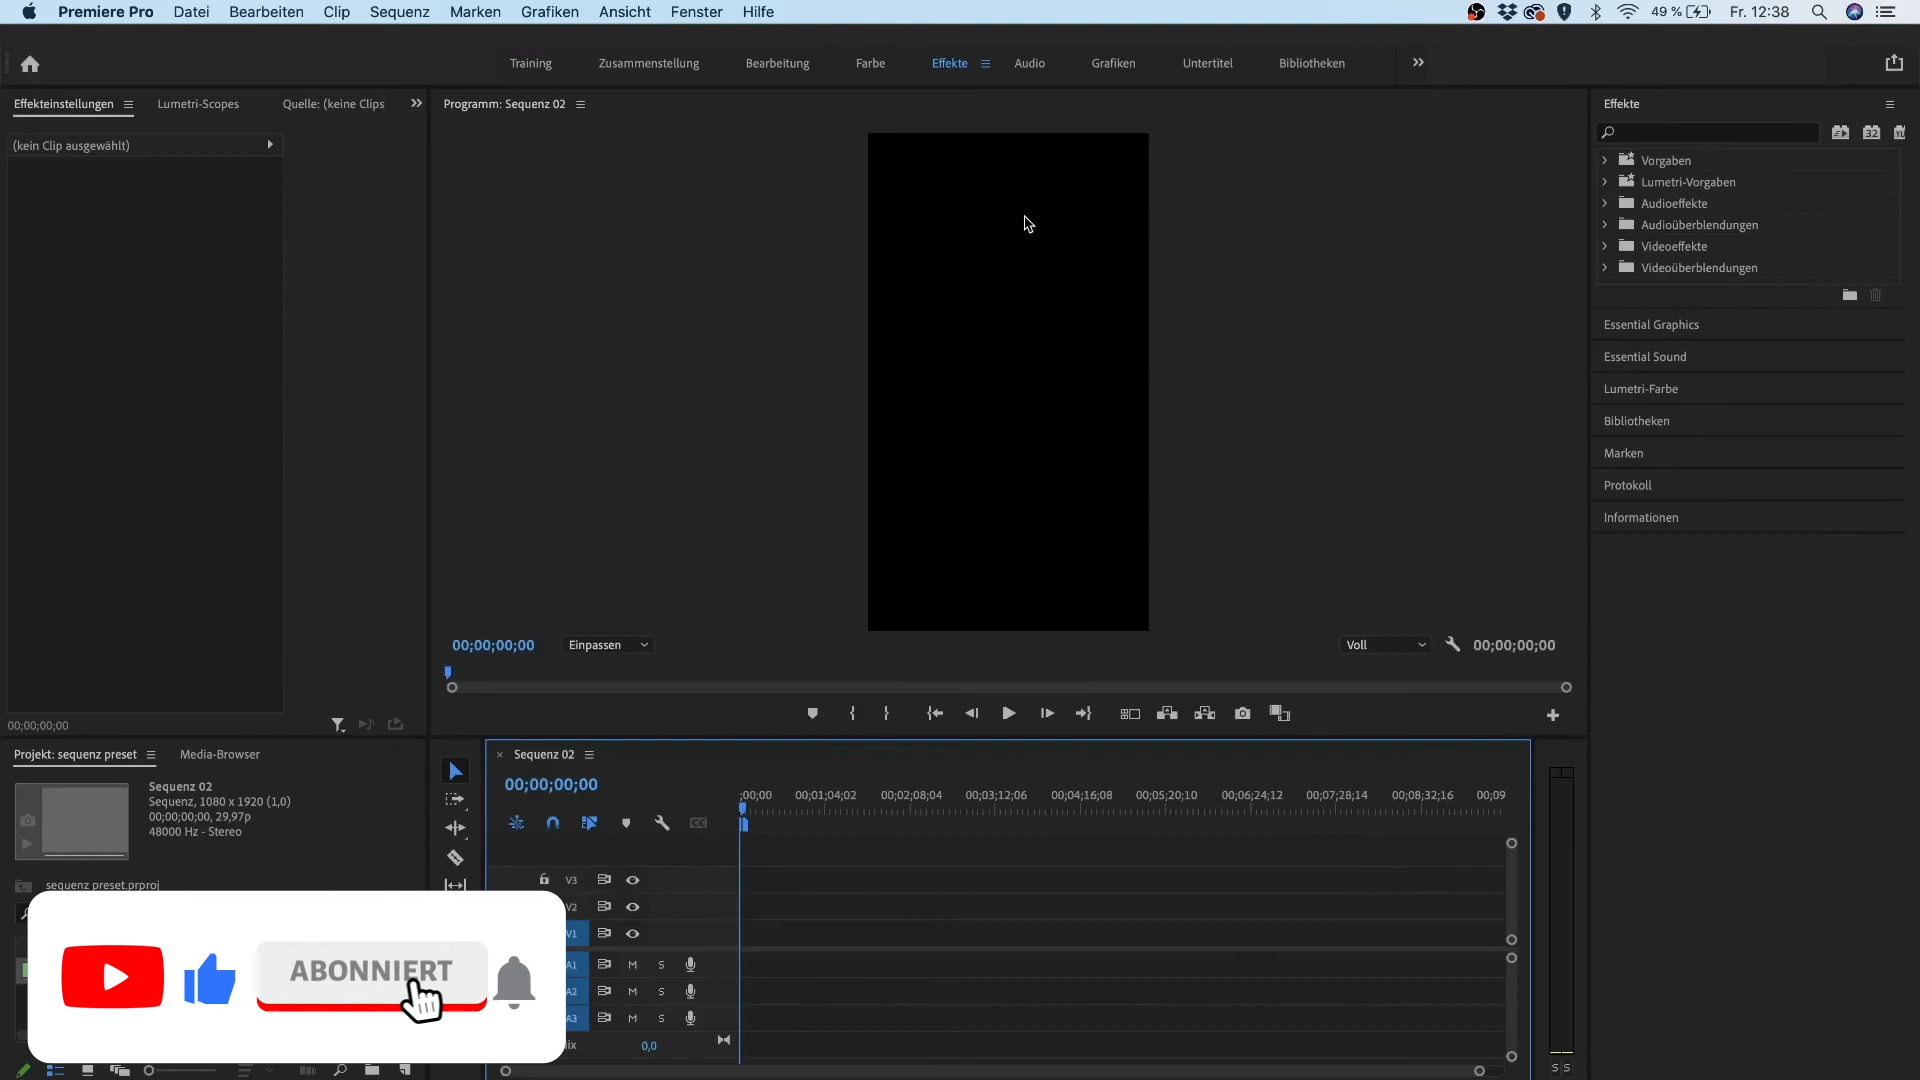 Premiere Pro Datei Bearbeiten Clip Sequenz Marken Grafiken Ansicht Fenster Hilfe 49 % Fr. 12:38
Training Zusammenstellung Bearbeitung Farbe Effekte Audio Grafiken Untertitel Bibliotheken
Effekteinstellungen Lumetri-Scopes Quelle: (keine Clips
Programm: Sequenz 02
Effekte
(kein Clip ausgewählt)
32
Vorgaben
Lumetri-Vorgaben
Audioeffekte
Audioüberblendungen
Videoeffekte
Videoüberblendungen
Essential Graphics
Essential Sound
Lumetri-Farbe
Bibliotheken
Marken
Protokoll
Informationen
00;00;00;00 Einpassen Voll 00;00;00;00
00;00;00;00
Projekt: sequenz preset Media-Browser
Sequenz 02
Sequenz, 1080 x 1920 (1,0)
00;00;00;00, 29,97p
48000 Hz - Stereo
sequenz preset.prproj
Sequenz 02
00;00;00;00
;00;00 00;01;04;02 00;02;08;04 00;03;12;06 00;04;16;08 00;05;20;10 00;06;24;12 00;07;28;14 00;08;32;16 00;09
V3
V2
V1
A1 M S
A2 M S
A3 M S
ix 0,0
S S
ABONNIERT